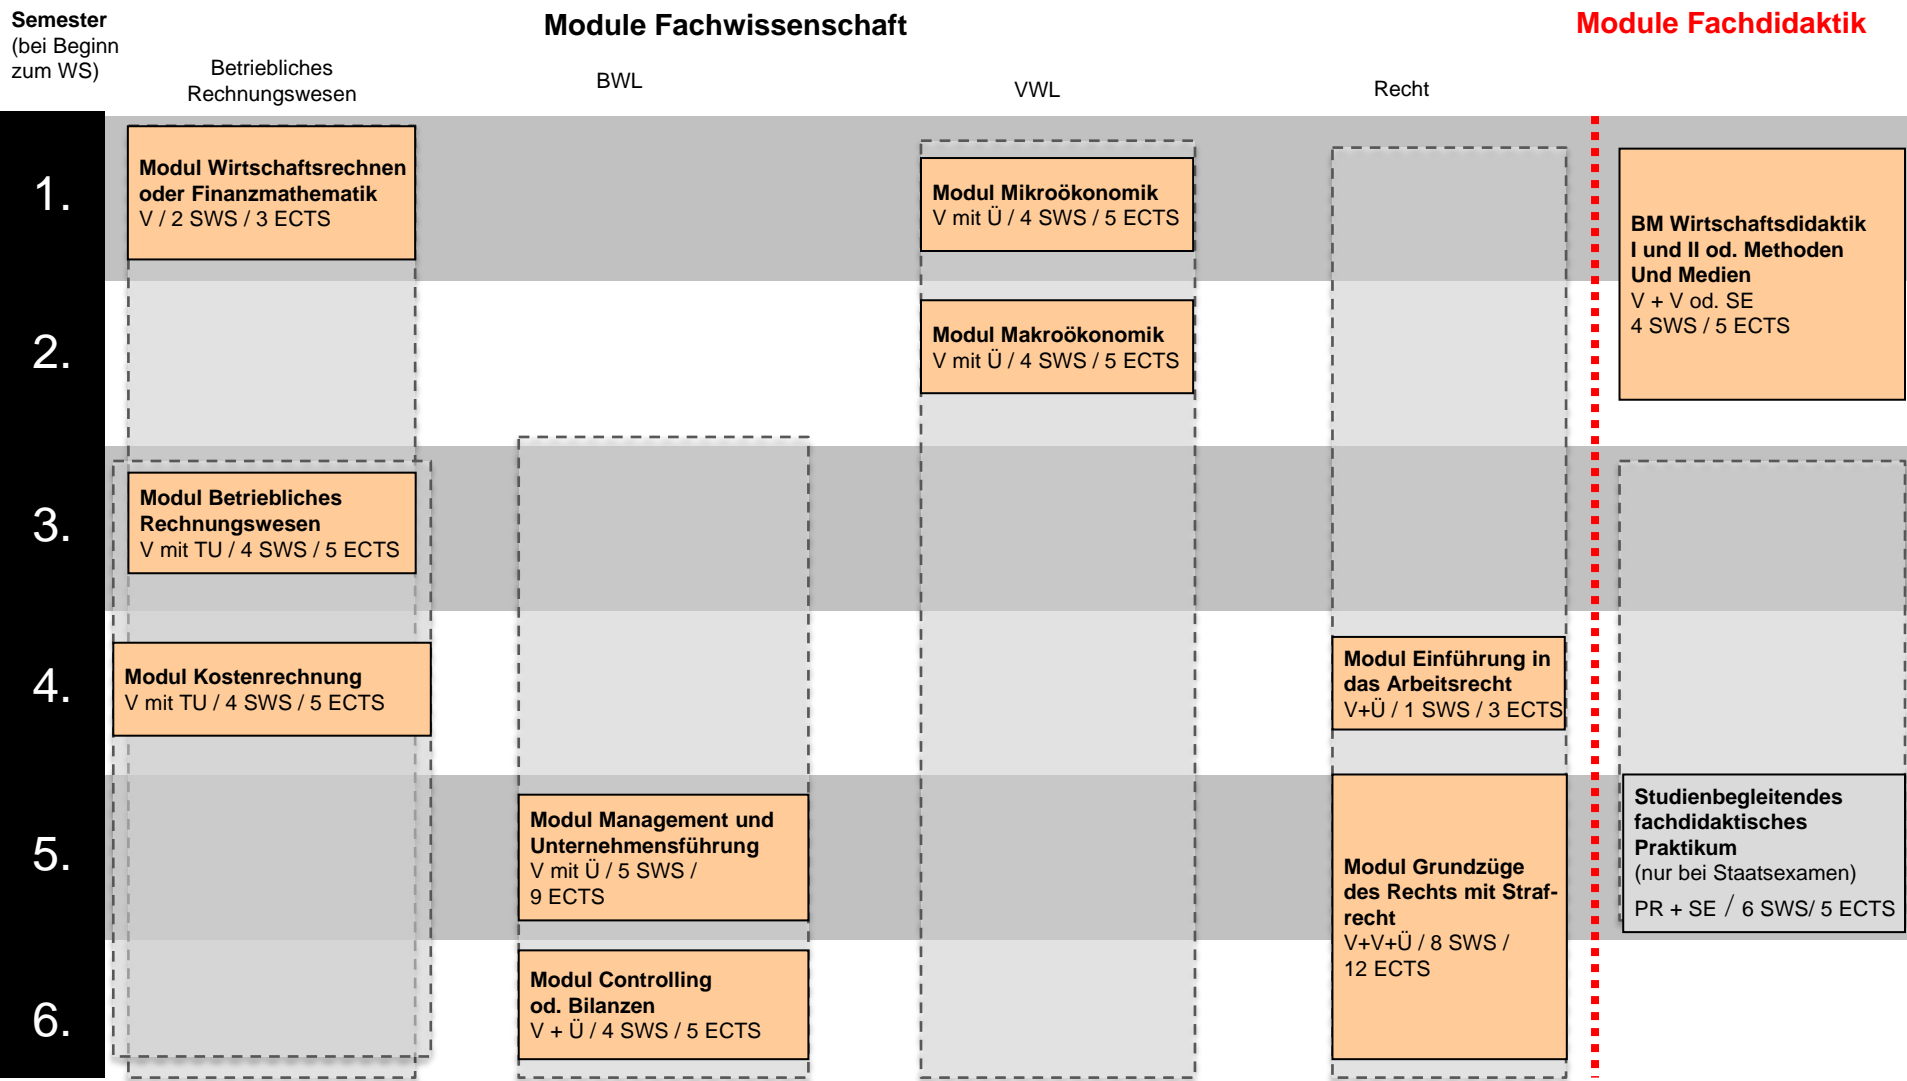 Semester
(bei Beginn
zum WS)
Module Fachwissenschaft
Module Fachdidaktik
Betriebliches
Rechnungswesen
BWL
VWL
Recht
1.
Modul Wirtschaftsrechnen
oder Finanzmathematik
V / 2 SWS / 3 ECTS
Modul Mikroökonomik
V mit Ü / 4 SWS / 5 ECTS
BM Wirtschaftsdidaktik
I und II od. Methoden
Und Medien
V + V od. SE
4 SWS / 5 ECTS
2.
Modul Makroökonomik
V mit Ü / 4 SWS / 5 ECTS
3.
Modul Betriebliches
Rechnungswesen
V mit TU / 4 SWS / 5 ECTS
4.
Modul Kostenrechnung
V mit TU / 4 SWS / 5 ECTS
Modul Einführung in
das Arbeitsrecht
V+Ü / 1 SWS / 3 ECTS
5.
Modul Management und
Unternehmensführung
V mit Ü / 5 SWS /
9 ECTS
Modul Grundzüge
des Rechts mit Straf-
recht
V+V+Ü / 8 SWS /
12 ECTS
Studienbegleitendes
fachdidaktisches
Praktikum
(nur bei Staatsexamen)
PR + SE / 6 SWS/ 5 ECTS
6.
Modul Controlling
od. Bilanzen
V + Ü / 4 SWS / 5 ECTS